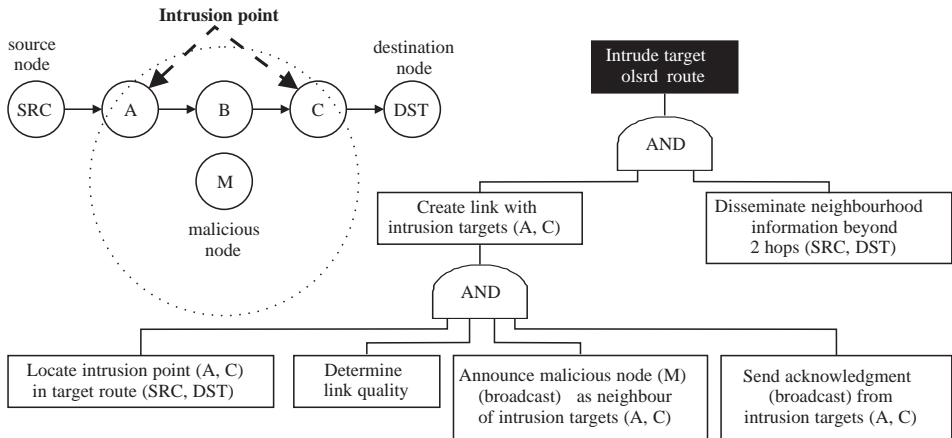 Intrusion point
source
node
destination
node
SRC
A
B
C
DST
M
malicious
node
Intrude target
olsrd route
AND
Create link with
intrusion targets (A, C)
Disseminate neighbourhood
information beyond
2 hops (SRC, DST)
AND
Locate intrusion point (A, C)
in target route (SRC, DST)
Determine
link quality
Announce malicious node (M)
(broadcast) as neighbour
of intrusion targets (A, C)
Send acknowledgment
(broadcast) from
intrusion targets (A, C)